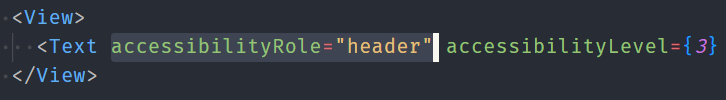 <View>
<Text accessibilityRole="header" accessibilityLevel={3}
</View>